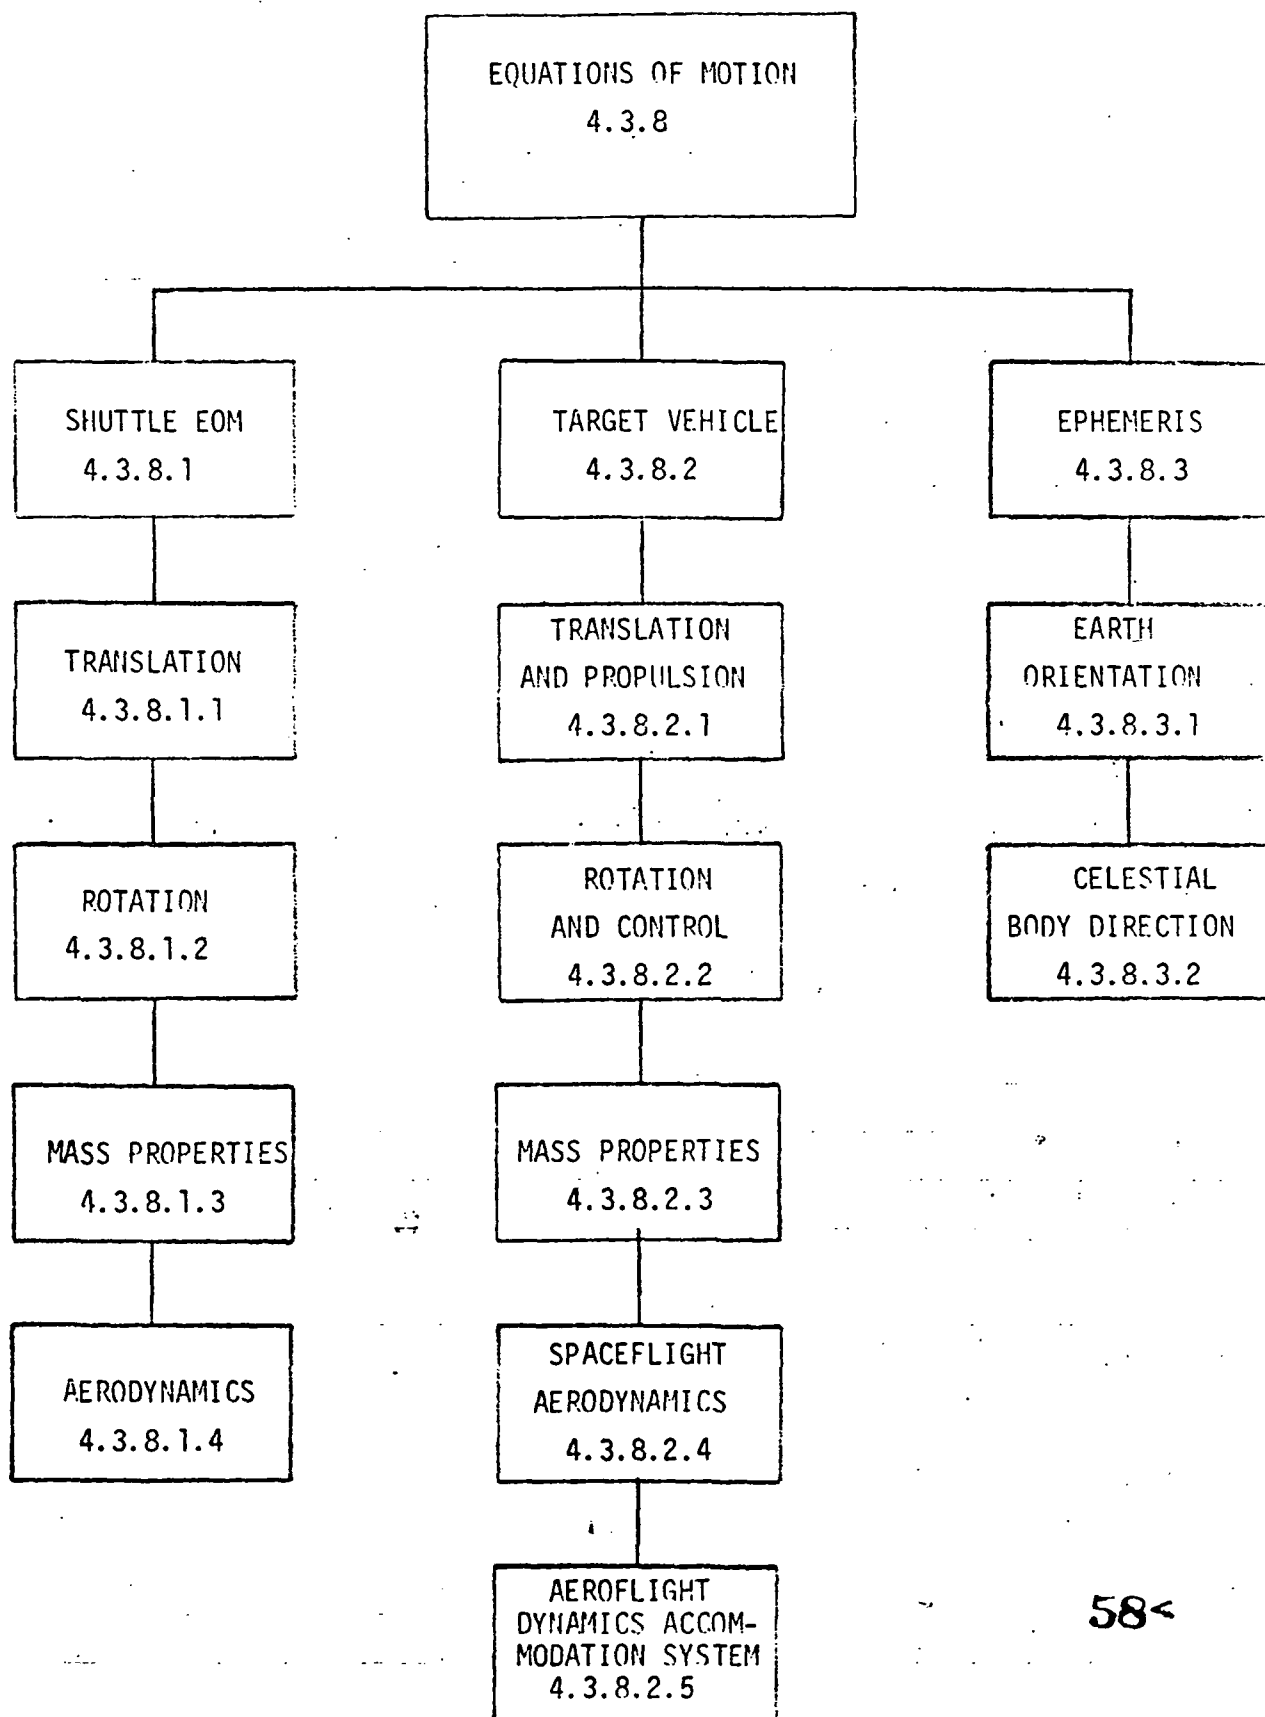 EQUATIONS OF MOTION
4.3.8
SHUTTLE EOM
4.3.8.1
TARGET VEHICLE
4.3.8.2
EPHEMERIS
4.3.8.3
TRANSLATION
4.3.8.1.1
TRANSLATION
AND PROPULSION
4.3.8.2.1
EARTH
ORIENTATION
4.3.8.3.1
ROTATION
4.3.8.1.2
ROTATION
AND CONTROL
4.3.8.2.2
CELESTIAL
BODY DIRECTION
4.3.8.3.2
MASS PROPERTIES
4.3.8.1.3
MASS PROPERTIES
4.3.8.2.3
AERODYNAMICS
4.3.8.1.4
SPACEFLIGHT
AERODYNAMICS
4.3.8.2.4
AEROFLIGHT
DYNAMICS ACCOM-
MODATION SYSTEM
4.3.8.2.5
58<